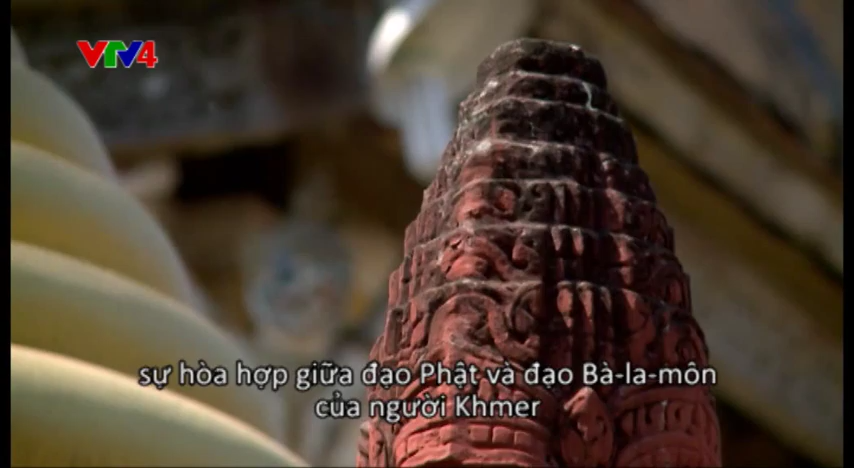 VTV4
sự hòa hợp giữa đạo Phật và đạo Bà-la-môn
của người Khmer